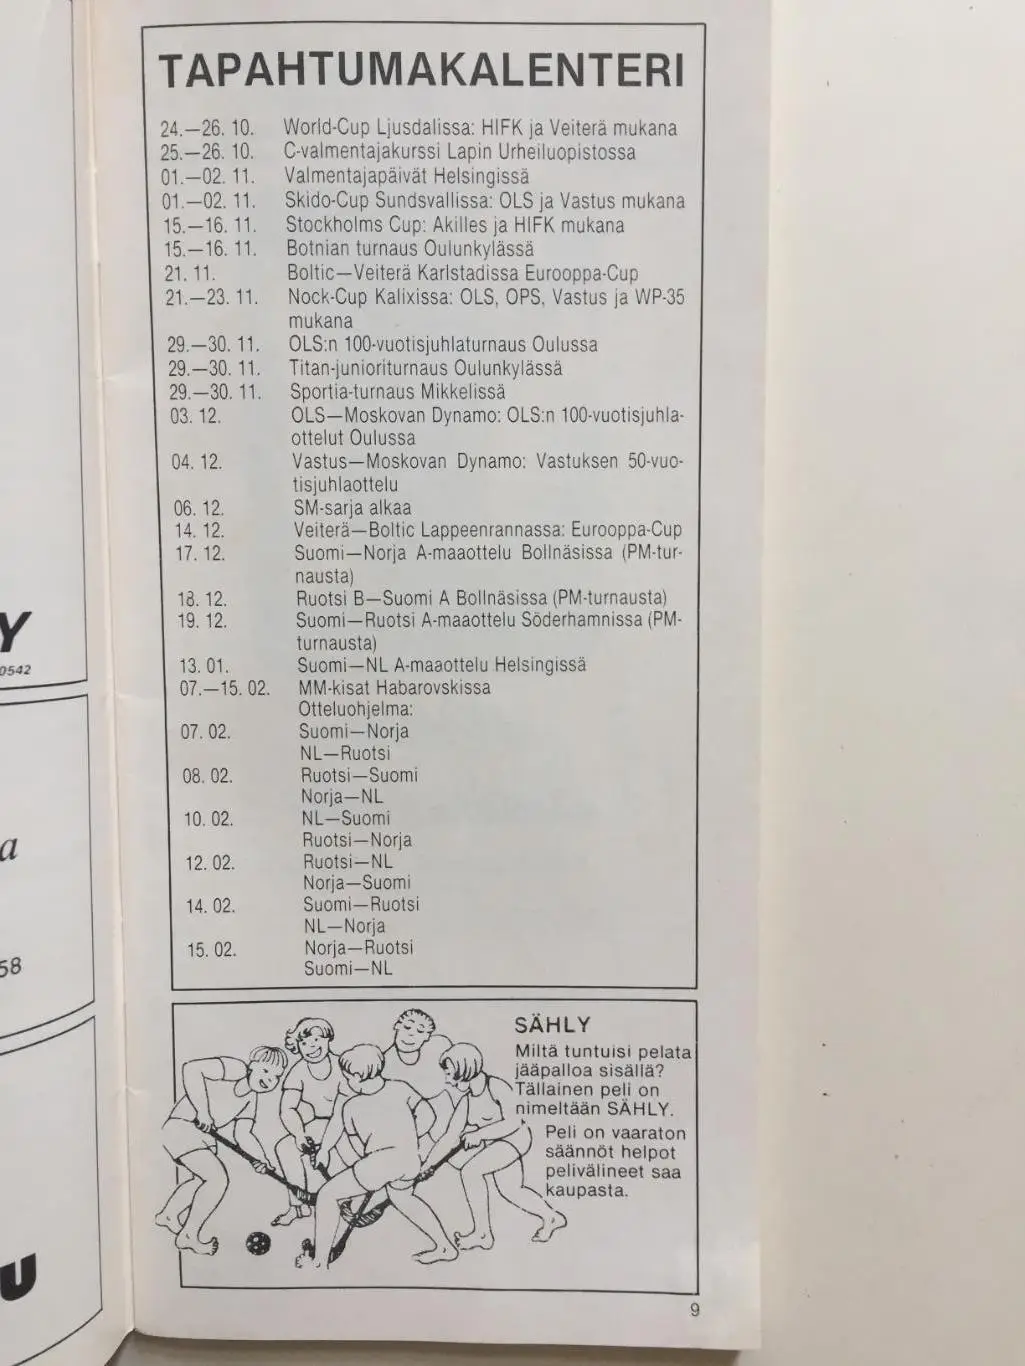 TAPAHTUMAKALENTERI
24.—26. 10. World-Cup Ljusdalissa: HIFK ja Veiterä mukana
25.—26. 10. C-valmentajakurssi Lapin Urheiluopistossa
01.—02. 11. Valmentajapäivät Helsingissä
01.—02. 11. Skido-Cup Sundsvallissa: OLS ja Vastus mukana
15.—16. 11. Stockholms Cup: Akilles ja HIFK mukana
15.—16. 11. Botnian turnaus Oulunkylässä
21. 11. Boltic—Veiterä Karlstadissa Eurooppa-Cup
21.—23. 11. Nock-Cup Kalixissa: OLS, OPS, Vastus ja WP-35
mukana
29.—30. 11. OLS:n 100-vuotisjuhlaturnaus Oulussa
29.—30. 11. Titan-junioriturnaus Oulunkylässä
29.—30. 11. Sportia-turnaus Mikkelissä
03. 12. OLS—Moskovan Dynamo: OLS:n 100-vuotisjuhla-
ottelut Oulussa
04. 12. Vastus—Moskovan Dynamo: Vastuksen 50-vuo-
tisjuhlaottelu
06. 12. SM-sarja alkaa
14. 12. Veiterä—Boltic Lappeenrannassa: Eurooppa-Cup
17. 12. Suomi—Norja A-maaottelu Bollnäsissa (PM-tur-
nausta)
18. 12. Ruotsi B—Suomi A Bollnäsissa (PM-turnausta)
19. 12. Suomi—Ruotsi A-maaottelu Söderhamnissa (PM-
turnausta)
13. 01. Suomi—NL A-maaottelu Helsingissä
07.—15. 02. MM-kisat Habarovskissa
Otteluohjelma:
07. 02. Suomi—Norja
NL—Ruotsi
08. 02. Ruotsi—Suomi
Norja—NL
10. 02. NL—Suomi
Ruotsi—Norja
12. 02. Ruotsi—NL
Norja—Suomi
14. 02. Suomi—Ruotsi
NL—Norja
15. 02. Norja—Ruotsi
Suomi—NL
SÄHLY
Miltä tuntuisi pelata
jääpalloa sisällä?
Tällainen peli on
nimeltään SÄHLY.
Peli on vaaraton
säännöt helpot
pelivälineet saa
kaupasta.
9
Y
0542
a
58
U